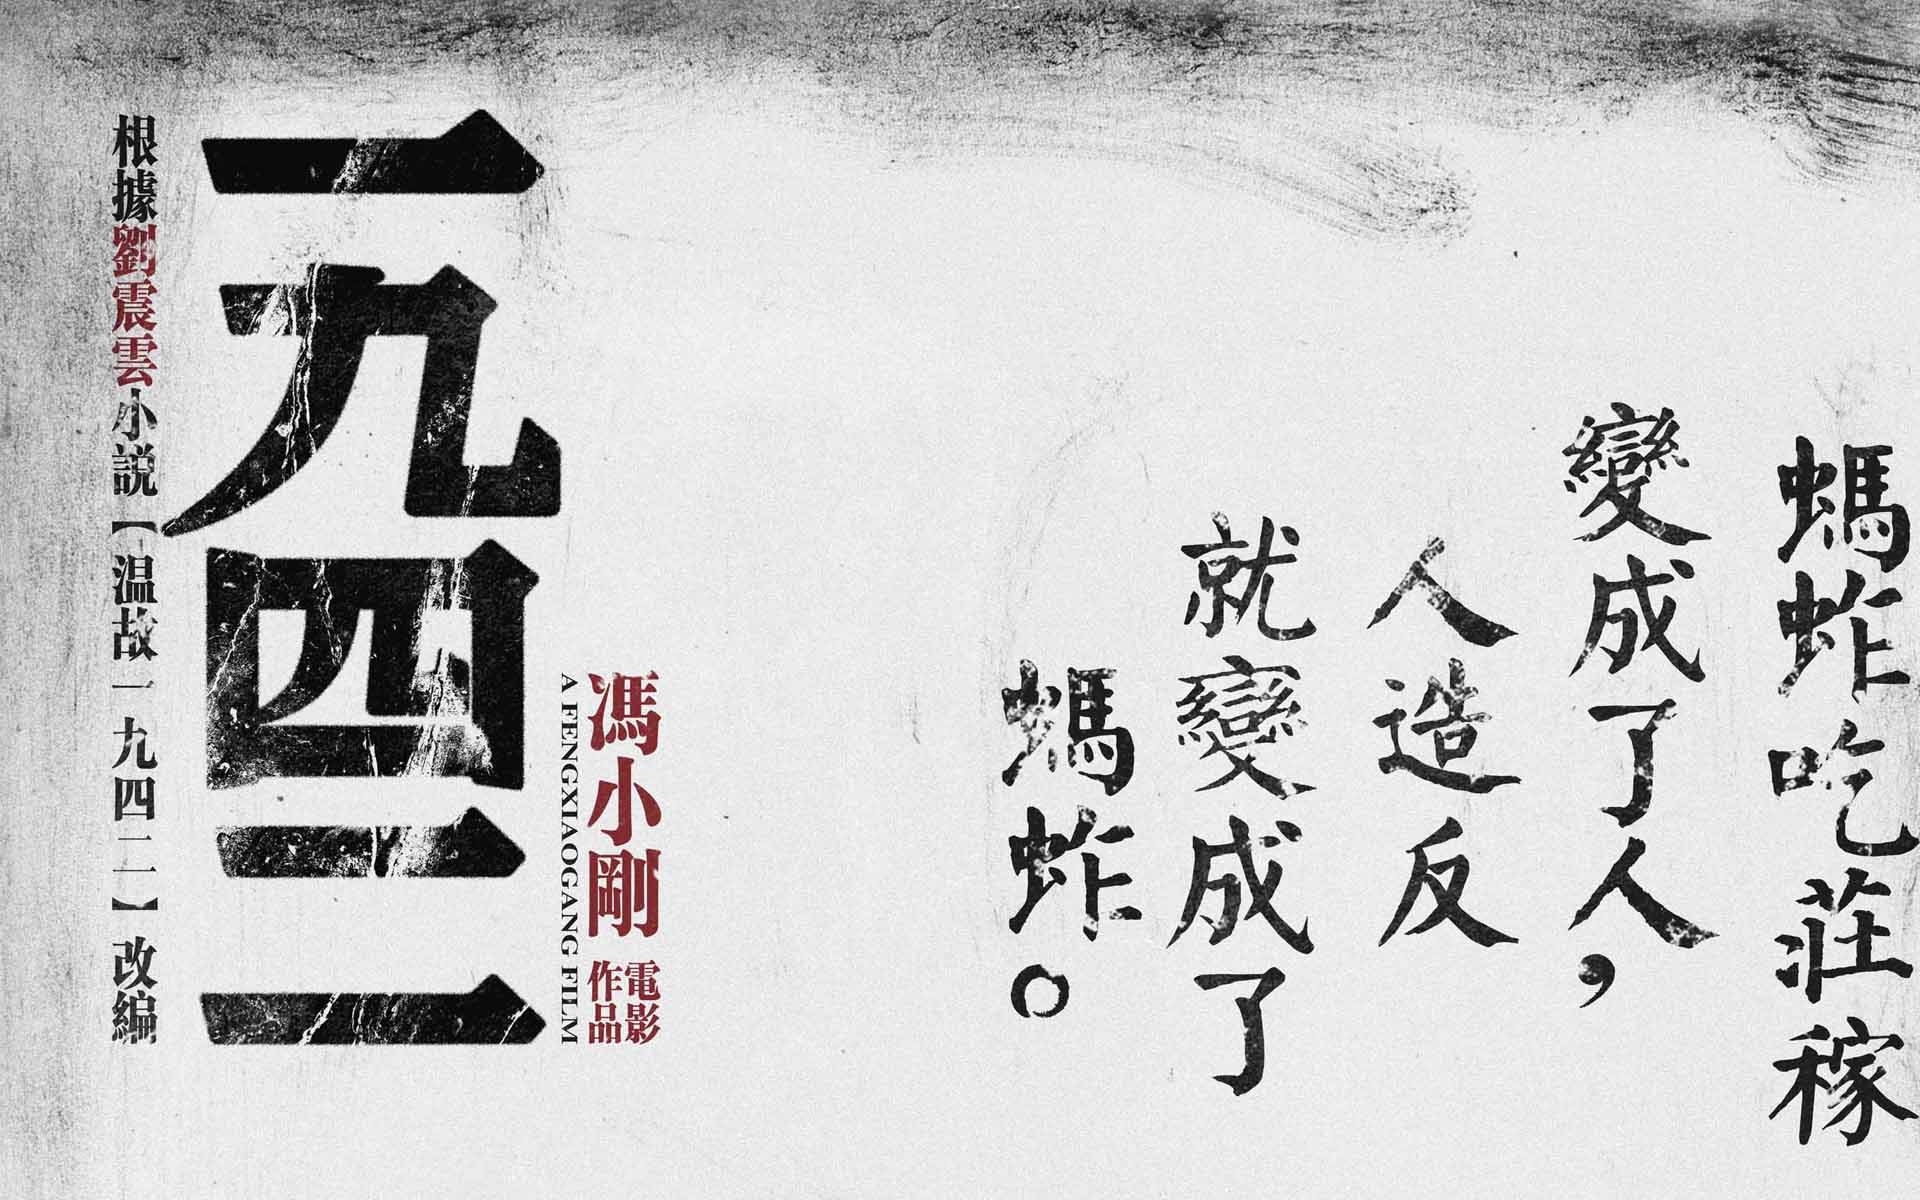 螞蚱吃莊稼
變成了人，
人造反
就變成了
螞蚱。
馮小剛
電影
作品
A FENGXIAOGANG FILM
一九四二
根據劉震雲小説【温故一九四二】改編